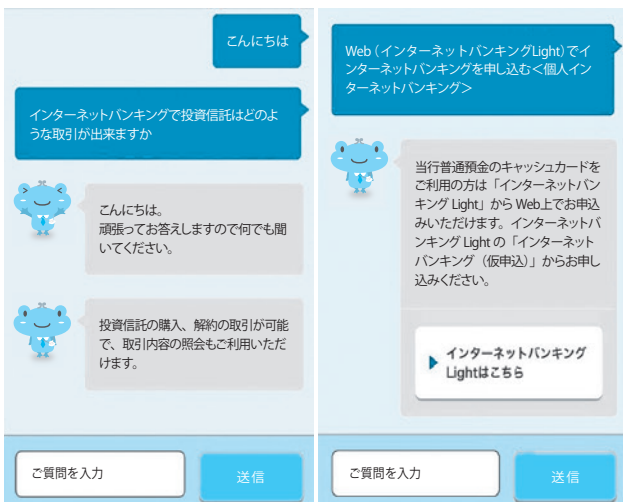 こんにちは
インターネットバンキングで投資信託はどのよ
うな取引が出来ますか
こんにちは。
頑張ってお答えしますので何でも聞
いてください。
投資信託の購入、解約の取引が可能
で、取引内容の照会もご利用いただ
けます。
ご質問を入力
送信
Web（インターネットバンキングLight）でイ
ンターネットバンキングを申し込む＜個人イン
ターネットバンキング＞
当行普通預金のキャッシュカードを
ご利用の方は「インターネットバン
キング Light」から Web上でお申込
みいただけます。インターネットバ
ンキング Light の「インターネット
バンキング（仮申込）」からお申し
込みください。
インターネットバンキング
Lightはこちら
ご質問を入力
送信